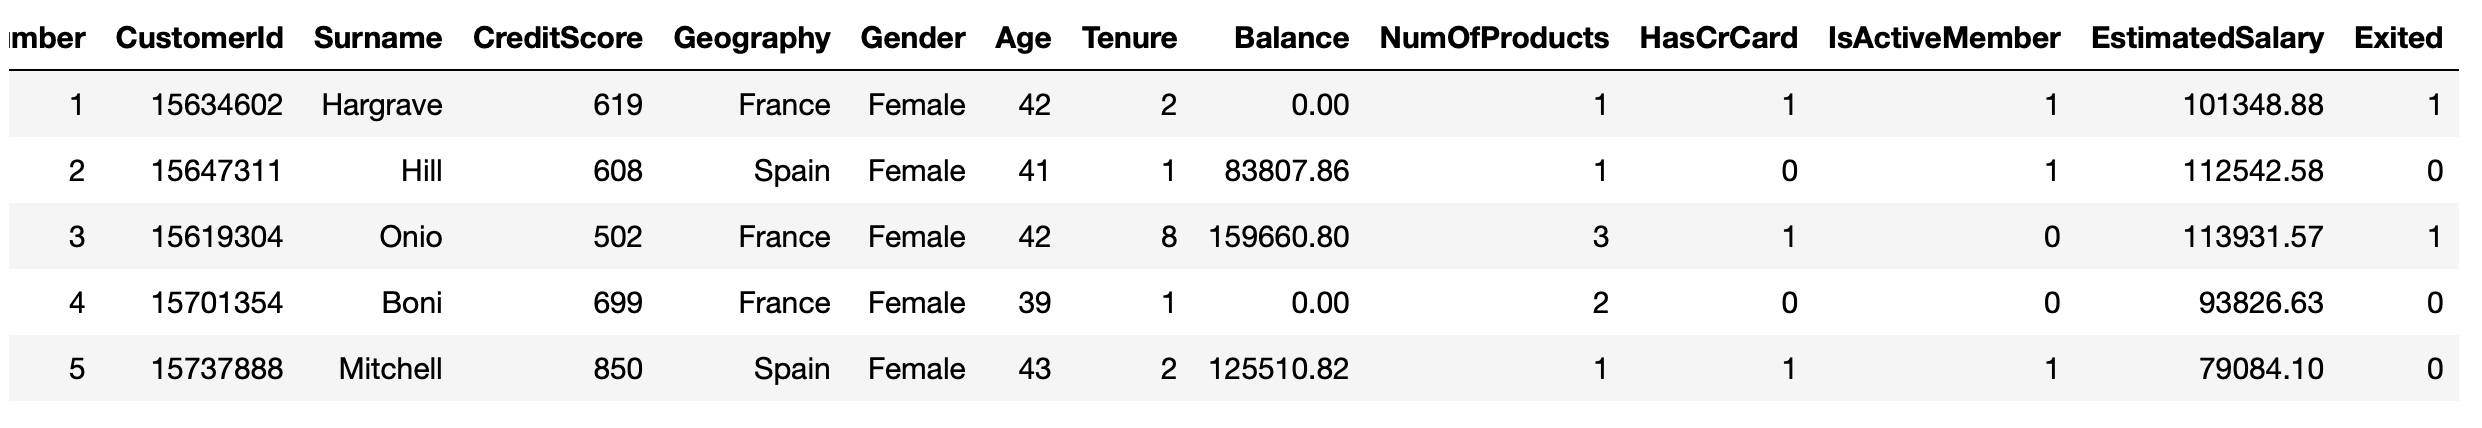 mber CustomerId Surname CreditScore Geography Gender Age Tenure Balance NumOfProducts HasCrCard IsActiveMember EstimatedSalary Exited
1 15634602 Hargrave 619 France Female 42 2 0.00 1 1 1 101348.88 1
2 15647311 Hill 608 Spain Female 41 1 83807.86 1 0 1 112542.58 0
3 15619304 Onio 502 France Female 42 8 159660.80 3 1 0 113931.57 1
4 15701354 Boni 699 France Female 39 1 0.00 2 0 0 93826.63 0
5 15737888 Mitchell 850 Spain Female 43 2 125510.82 1 1 1 79084.10 0